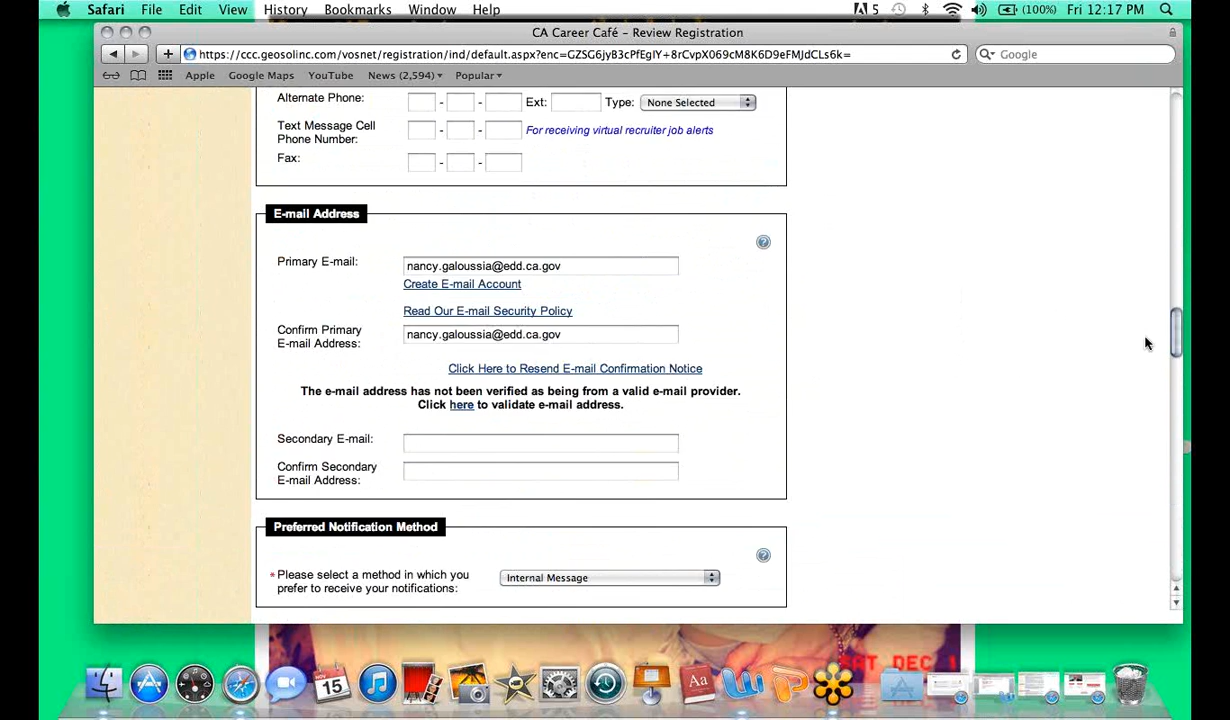 Safari File Edit View History Bookmarks Window Help 5 (100%) Fri 12:17 PM
CA Career Café – Review Registration
https://ccc.geosolinc.com/vosnet/registration/ind/default.aspx?enc=GZSG6jyB3cPfEglY+8rCvpX069cM8K6D9eFMJdCLs6k= Google
Apple Google Maps YouTube News (2,594) Popular
Alternate Phone: - - Ext: Type: None Selected
Text Message Cell
Phone Number: - - For receiving virtual recruiter job alerts
Fax: - -
E-mail Address
Primary E-mail: nancy.galoussia@edd.ca.gov
Create E-mail Account
Read Our E-mail Security Policy
Confirm Primary
E-mail Address: nancy.galoussia@edd.ca.gov
Click Here to Resend E-mail Confirmation Notice
The e-mail address has not been verified as being from a valid e-mail provider.
Click here to validate e-mail address.
Secondary E-mail:
Confirm Secondary
E-mail Address:
Preferred Notification Method
* Please select a method in which you
prefer to receive your notifications: Internal Message
SAT DEC 1
NOV
15
Aa
W
P